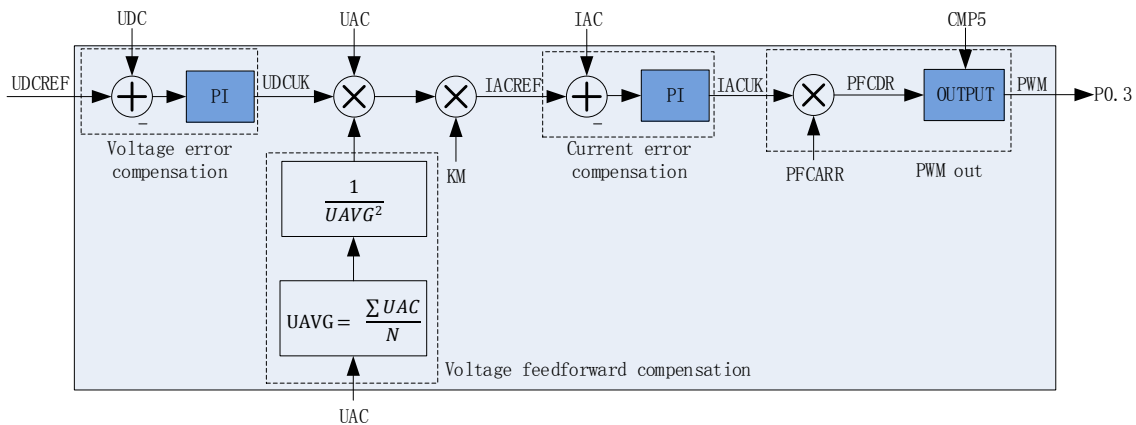 UDC
UAC
IAC
CMP5
UDCREF
+
−
PI
UDCUK
×
×
IACREF
+
−
PI
IACUK
×
PFCDR
OUTPUT
PWM
P0.3
Voltage error
compensation
KM
Current error
compensation
PFCARR
PWM out
1
UAVG²
UAVG = ∑ UAC
N
Voltage feedforward compensation
UAC